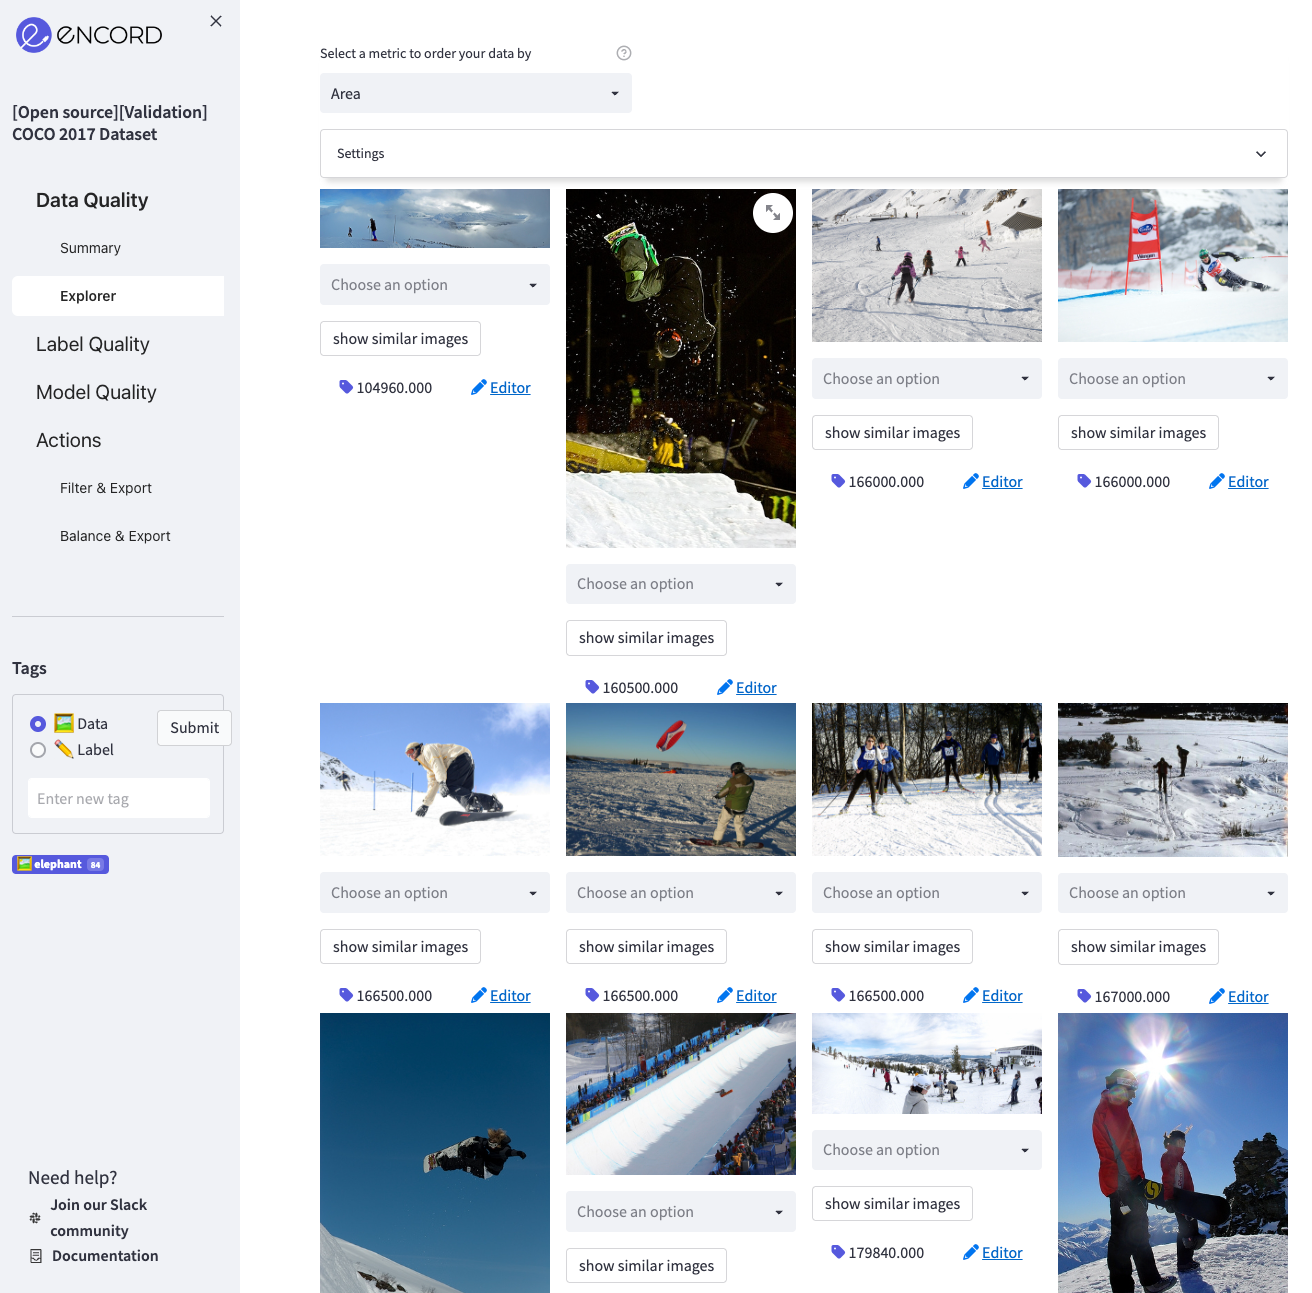 encord
[Open source][Validation]
COCO 2017 Dataset
Data Quality
Summary
Explorer
Label Quality
Model Quality
Actions
Filter & Export
Balance & Export
Tags
Data
Label
Submit
Enter new tag
elephant 84
Need help?
Join our Slack
community
Documentation
Select a metric to order your data by
Area
Settings
Choose an option
show similar images
104960.000 Editor
Choose an option
show similar images
160500.000 Editor
Choose an option
show similar images
166000.000 Editor
Choose an option
show similar images
166000.000 Editor
Choose an option
show similar images
166500.000 Editor
Choose an option
show similar images
166500.000 Editor
Choose an option
show similar images
166500.000 Editor
Choose an option
show similar images
167000.000 Editor
Choose an option
show similar images
Choose an option
show similar images
179840.000 Editor